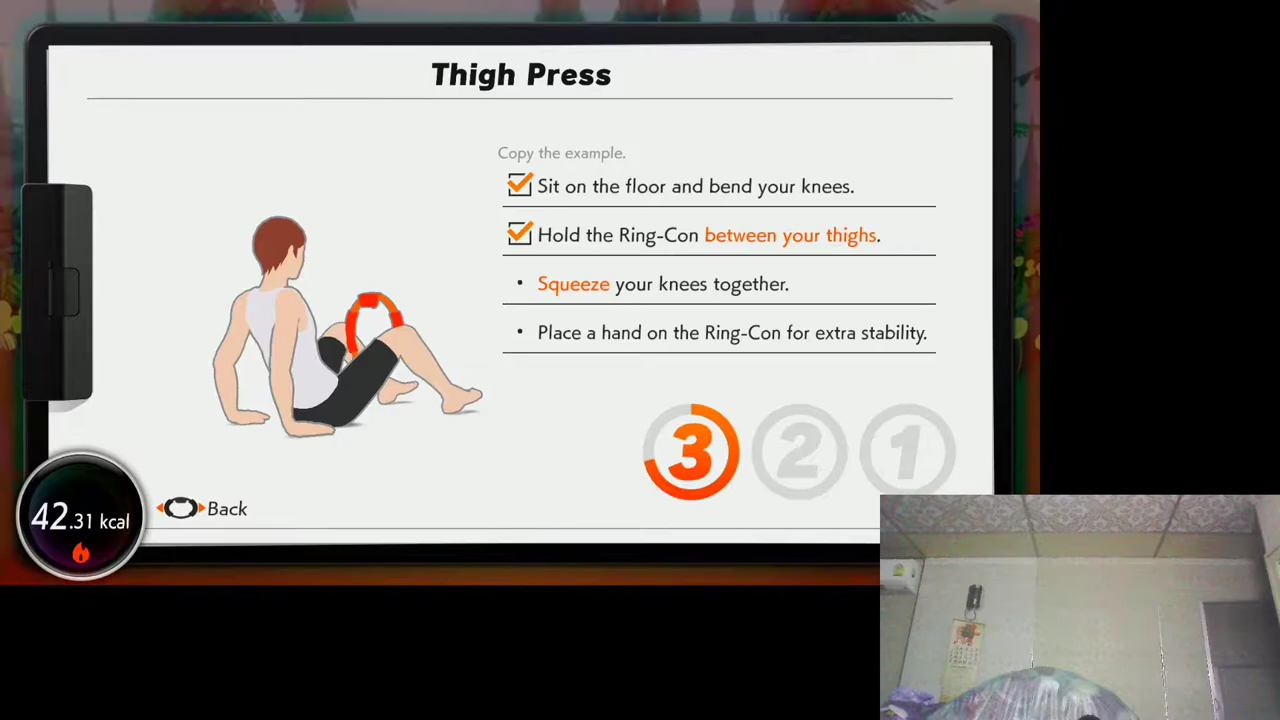 Thigh Press
Copy the example.
Sit on the floor and bend your knees.
Hold the Ring-Con between your thighs.
• Squeeze your knees together.
• Place a hand on the Ring-Con for extra stability.
3 2 1
42.31 kcal
Back